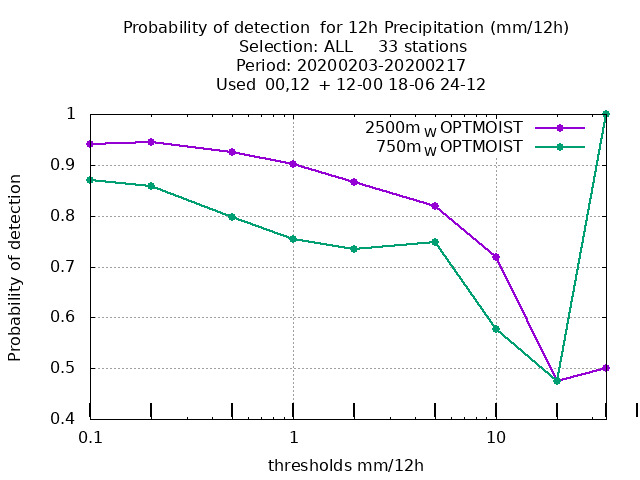 Probability of detection  for 12h Precipitation (mm/12h)
Selection: ALL     33 stations
Period: 20200203-20200217
Used  00,12  + 12-00 18-06 24-12
2500m W OPTMOIST
750m W OPTMOIST
1
0.9
0.8
0.7
0.6
0.5
0.4
Probability of detection
0.1 1 10
thresholds mm/12h